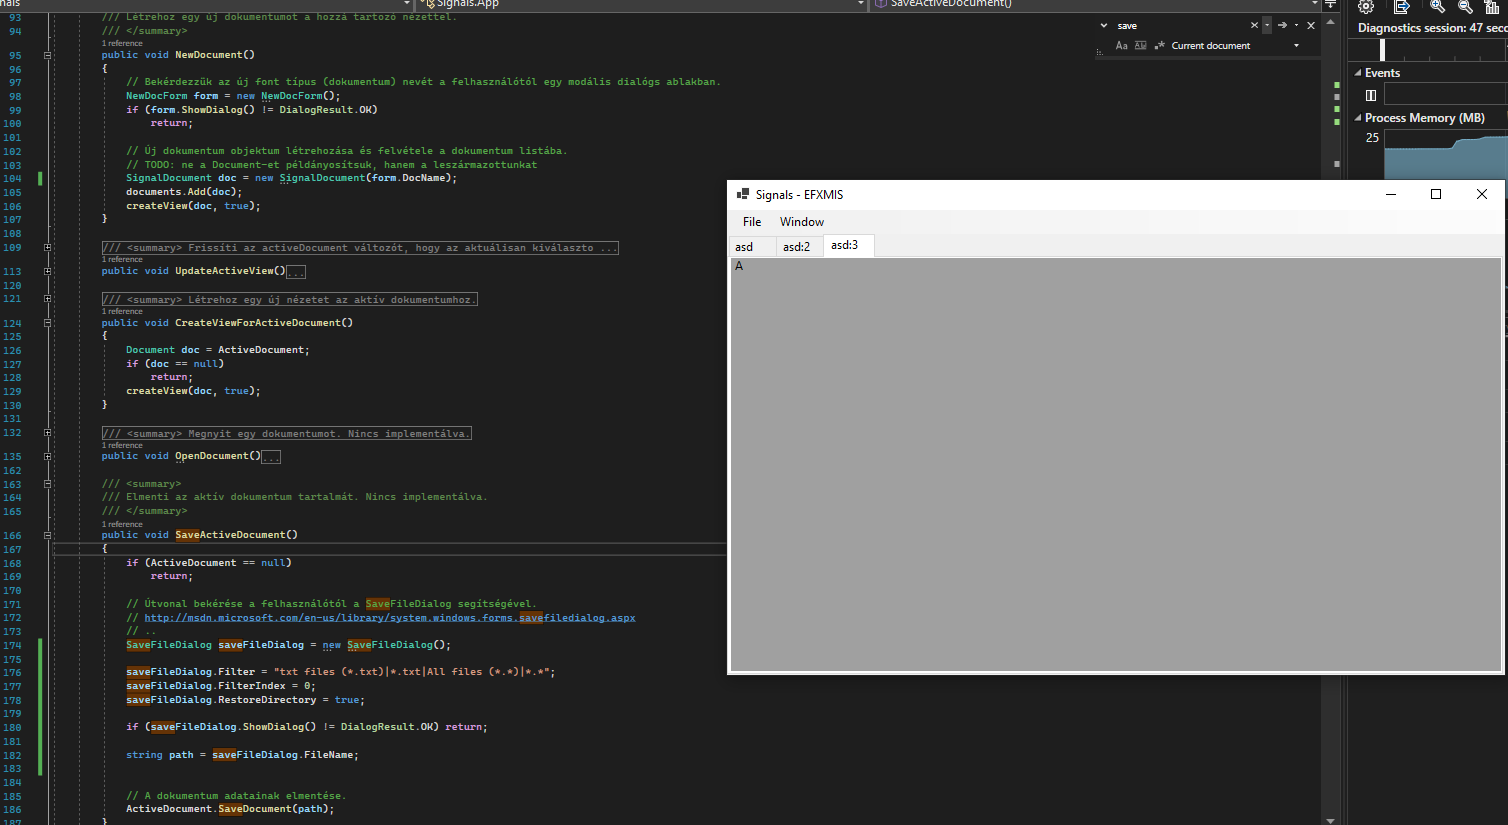 nals
Signals.App
SaveActiveDocument()
93 /// Létrehoz egy új dokumentumot a hozzá tartozó nézettel.
94 /// </summary>
1 reference
95 public void NewDocument()
96 {
97 // Bekérdezzük az új font típus (dokumentum) nevét a felhasználótól egy modális dialógs ablakban.
98 NewDocForm form = new NewDocForm();
99 if (form.ShowDialog() != DialogResult.OK)
100 return;
101
102 // Új dokumentum objektum létrehozása és felvétele a dokumentum listába.
103 // TODO: ne a Document-et példányosítsuk, hanem a leszármazottunkat
104 SignalDocument doc = new SignalDocument(form.DocName);
105 documents.Add(doc);
106 createView(doc, true);
107 }
108
109 /// <summary> Frissíti az activeDocument változót, hogy az aktuálisan kiválaszto ...
1 reference
113 public void UpdateActiveView()...
120
121 /// <summary> Létrehoz egy új nézetet az aktív dokumentumhoz.
1 reference
124 public void CreateViewForActiveDocument()
125 {
126 Document doc = ActiveDocument;
127 if (doc == null)
128 return;
129 createView(doc, true);
130 }
131
132 /// <summary> Megnyit egy dokumentumot. Nincs implementálva.
1 reference
135 public void OpenDocument()...
162
163 /// <summary>
164 /// Elmenti az aktív dokumentum tartalmát. Nincs implementálva.
165 /// </summary>
1 reference
166 public void SaveActiveDocument()
167 {
168 if (ActiveDocument == null)
169 return;
170
171 // Útvonal bekérése a felhasználótól a SaveFileDialog segítségével.
172 // http://msdn.microsoft.com/en-us/library/system.windows.forms.savefiledialog.aspx
173 // ..
174 SaveFileDialog saveFileDialog = new SaveFileDialog();
175
176 saveFileDialog.Filter = "txt files (*.txt)|*.txt|All files (*.*)|*.*";
177 saveFileDialog.FilterIndex = 0;
178 saveFileDialog.RestoreDirectory = true;
179
180 if (saveFileDialog.ShowDialog() != DialogResult.OK) return;
181
182 string path = saveFileDialog.FileName;
183
184
185 // A dokumentum adatainak elmentése.
186 ActiveDocument.SaveDocument(path);
187 }
save
Aa Current document
Diagnostics session: 47 seco
Events
Process Memory (MB)
25
Signals - EFXMIS
File Window
asd asd:2 asd:3
A